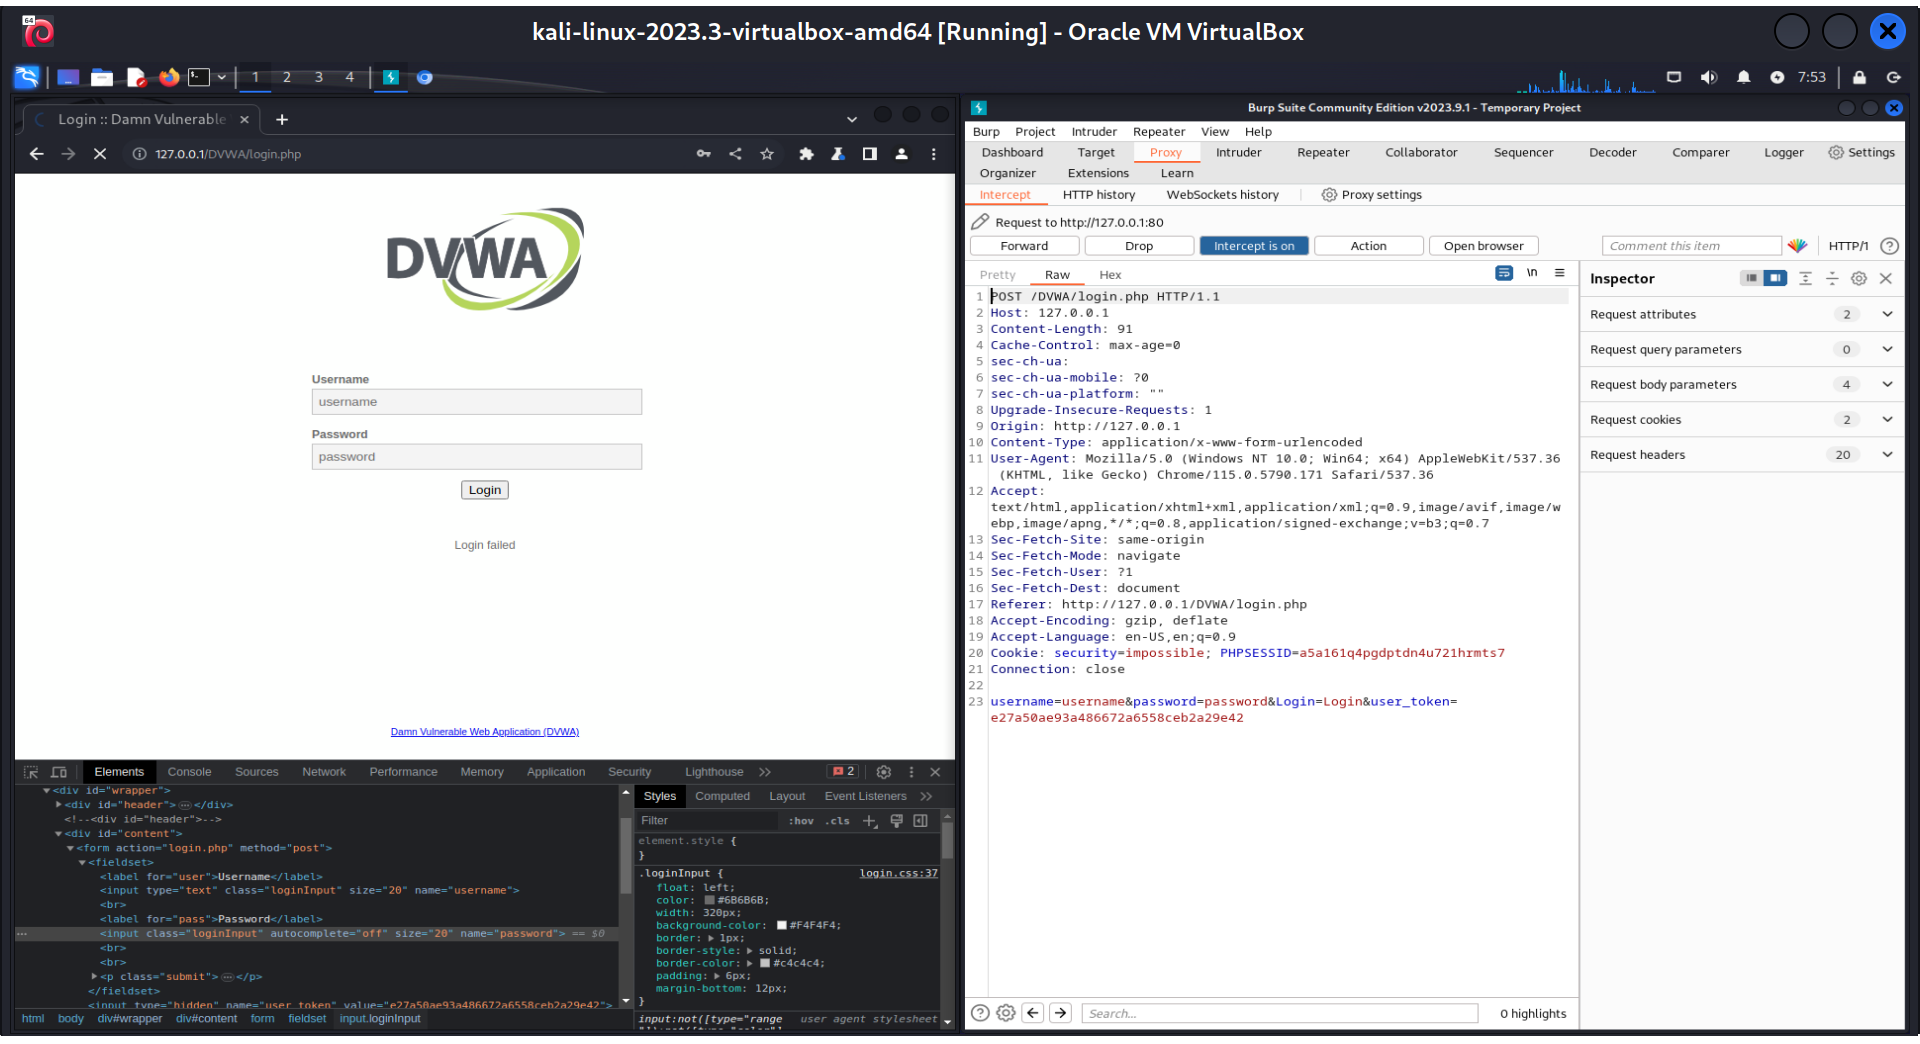 kali-linux-2023.3-virtualbox-amd64 [Running] - Oracle VM VirtualBox
1 2 3 4 7:53
Login :: Damn Vulnerable
127.0.0.1/DVWA/login.php
DVWA
Username
username
Password
password
Login
Login failed
Damn Vulnerable Web Application (DVWA)
Elements Console Sources Network Performance Memory Application Security Lighthouse 2
<div id="wrapper">
<div id="header"> </div>
<!--<div id="header">-->
<div id="content">
<form action="login.php" method="post">
<fieldset>
<label for="user">Username</label>
<input type="text" class="loginInput" size="20" name="username">
<br>
<label for="pass">Password</label>
<input class="loginInput" autocomplete="off" size="20" name="password"> == $0
<br>
<br>
<p class="submit"> </p>
</fieldset>
<input type="hidden" name="user_token" value="e27a50ae93a486672a6558ceb2a29e42">
html body div#wrapper div#content form fieldset input.loginInput
Styles Computed Layout Event Listeners
Filter :hov .cls
element.style {
}
.loginInput { login.css:37
float: left;
color: #6B6B6B;
width: 320px;
background-color: #F4F4F4;
border: 1px;
border-style: solid;
border-color: #c4c4c4;
padding: 6px;
margin-bottom: 12px;
}
input:not([type="range user agent stylesheet
"]):not([type="color"]
Burp Suite Community Edition v2023.9.1 - Temporary Project
Burp Project Intruder Repeater View Help
Dashboard Target Proxy Intruder Repeater Collaborator Sequencer Decoder Comparer Logger Settings
Organizer Extensions Learn
Intercept HTTP history WebSockets history Proxy settings
Request to http://127.0.0.1:80
Forward Drop Intercept is on Action Open browser Comment this item HTTP/1
Pretty Raw Hex \n
1 POST /DVWA/login.php HTTP/1.1
2 Host: 127.0.0.1
3 Content-Length: 91
4 Cache-Control: max-age=0
5 sec-ch-ua:
6 sec-ch-ua-mobile: ?0
7 sec-ch-ua-platform: ""
8 Upgrade-Insecure-Requests: 1
9 Origin: http://127.0.0.1
10 Content-Type: application/x-www-form-urlencoded
11 User-Agent: Mozilla/5.0 (Windows NT 10.0; Win64; x64) AppleWebKit/537.36
(KHTML, like Gecko) Chrome/115.0.5790.171 Safari/537.36
12 Accept:
text/html,application/xhtml+xml,application/xml;q=0.9,image/avif,image/w
ebp,image/apng,*/*;q=0.8,application/signed-exchange;v=b3;q=0.7
13 Sec-Fetch-Site: same-origin
14 Sec-Fetch-Mode: navigate
15 Sec-Fetch-User: ?1
16 Sec-Fetch-Dest: document
17 Referer: http://127.0.0.1/DVWA/login.php
18 Accept-Encoding: gzip, deflate
19 Accept-Language: en-US,en;q=0.9
20 Cookie: security=impossible; PHPSESSID=a5a161q4pgdptdn4u721hrmts7
21 Connection: close
22
23 username=username&password=password&Login=Login&user_token=
e27a50ae93a486672a6558ceb2a29e42
Search...
0 highlights
Inspector
Request attributes 2
Request query parameters 0
Request body parameters 4
Request cookies 2
Request headers 20